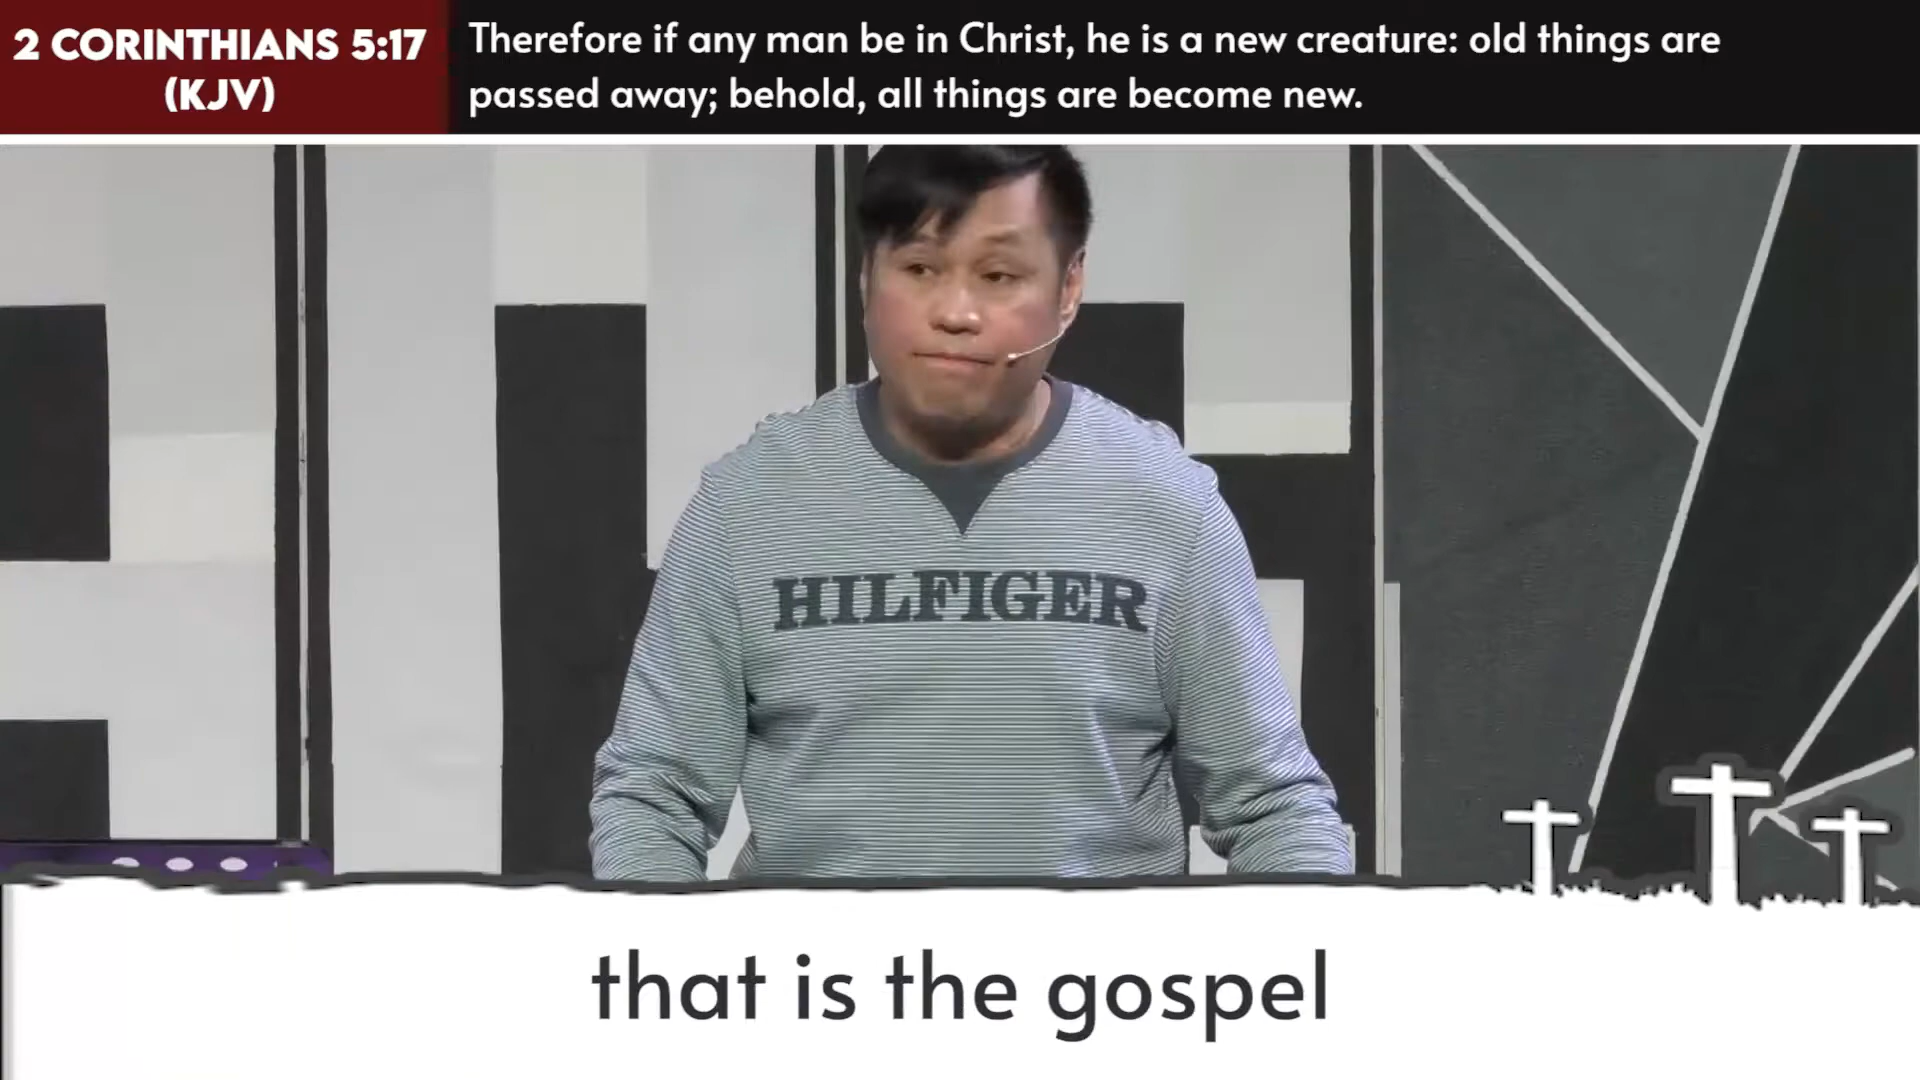 2 CORINTHIANS 5:17
(KJV)
Therefore if any man be in Christ, he is a new creature: old things are
passed away; behold, all things are become new.
HILFIGER
that is the gospel